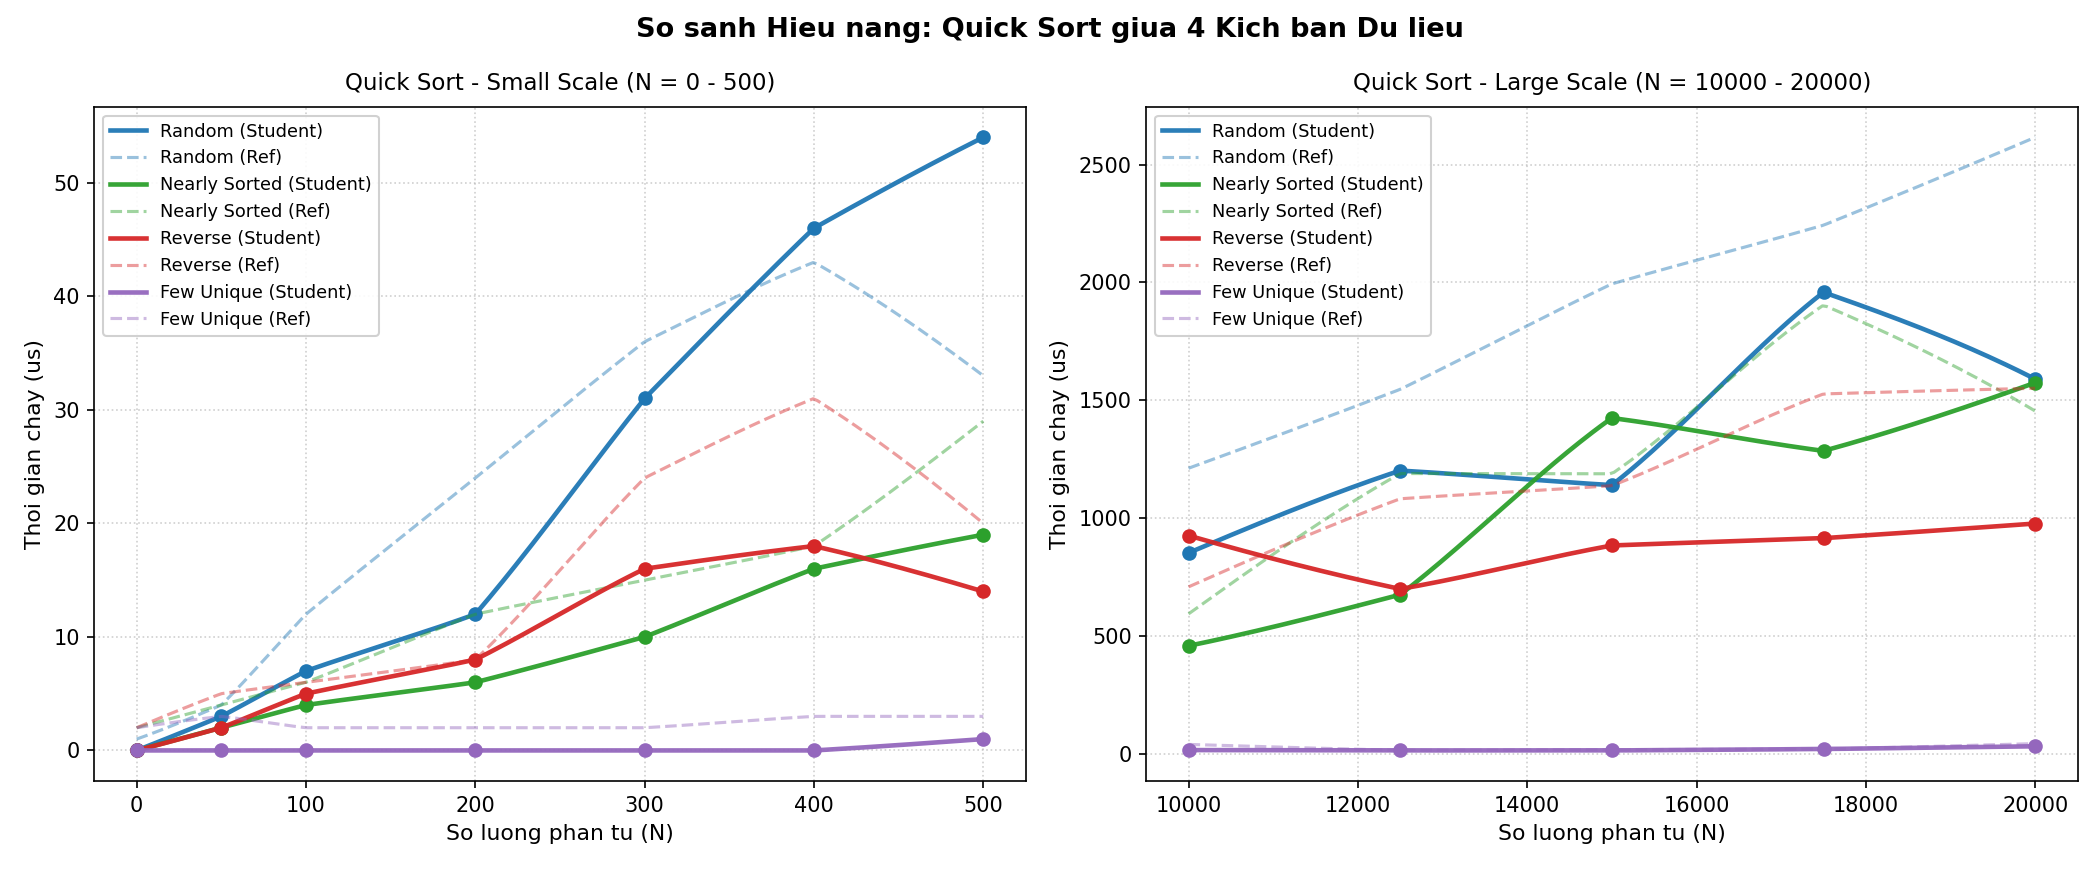 So sanh Hieu nang: Quick Sort giua 4 Kich ban Du lieu
Quick Sort - Small Scale (N = 0 - 500)
Thoi gian chay (us)
50
40
30
20
10
0
Random (Student)
Random (Ref)
Nearly Sorted (Student)
Nearly Sorted (Ref)
Reverse (Student)
Reverse (Ref)
Few Unique (Student)
Few Unique (Ref)
0
100
200
300
400
500
So luong phan tu (N)
Quick Sort - Large Scale (N = 10000 - 20000)
Thoi gian chay (us)
2500
2000
1500
1000
500
0
Random (Student)
Random (Ref)
Nearly Sorted (Student)
Nearly Sorted (Ref)
Reverse (Student)
Reverse (Ref)
Few Unique (Student)
Few Unique (Ref)
10000
12000
14000
16000
18000
20000
So luong phan tu (N)